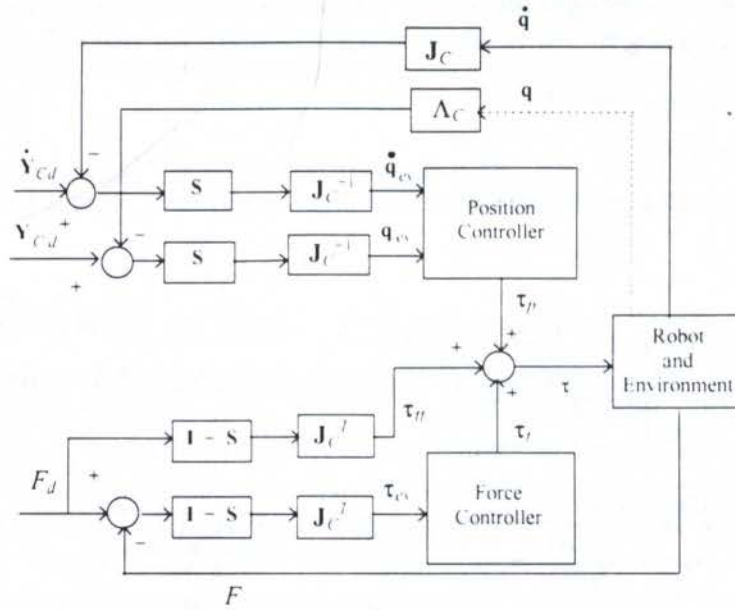 q̇
J_C
q
Λ_C
−
Ẏ_Cd
S
J_C^-1
q̇_es
Position
Controller
+
Y_Cd
−
S
J_C^-1
q_es
+
τ_p
+
+
Robot
and
Environment
+
τ
I − S
J_C^T
τ_ff
τ_f
F_d
+
I − S
J_C^T
τ_es
Force
Controller
−
F